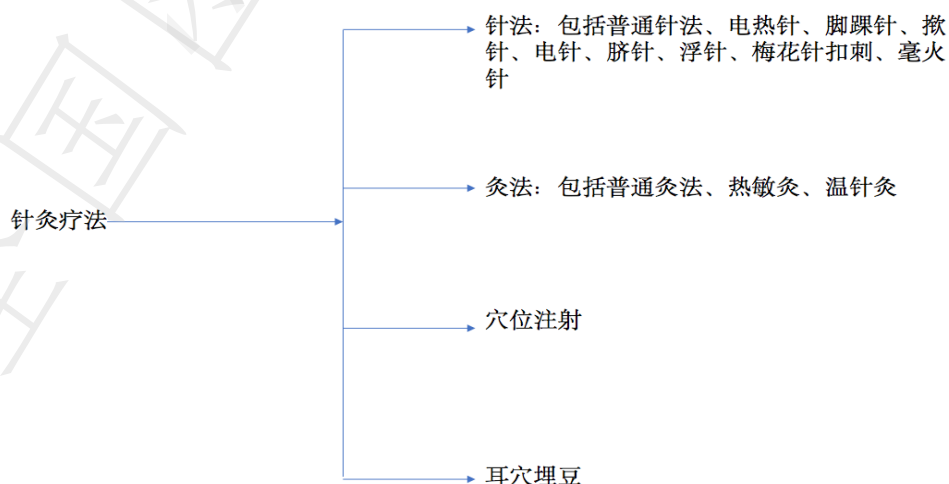 针法：包括普通针法、电热针、脚踝针、揿
针、电针、脐针、浮针、梅花针扣刺、毫火
针
灸法：包括普通灸法、热敏灸、温针灸
针灸疗法
穴位注射
耳穴埋豆